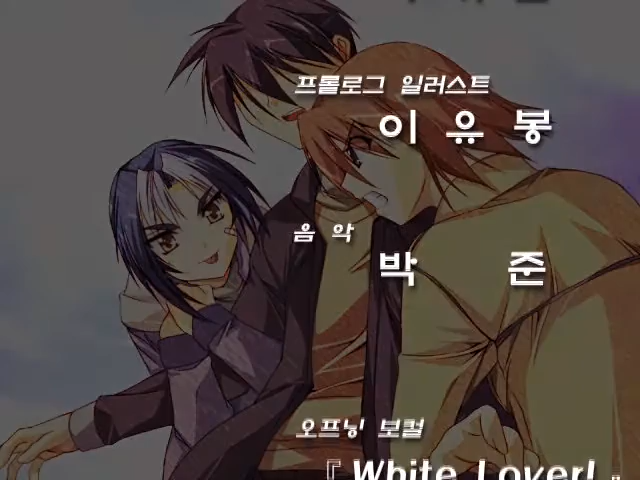 프롤로그 일러스트
이 유 봉
음 악
박 준
오프닝 보컬
『White Lover!』